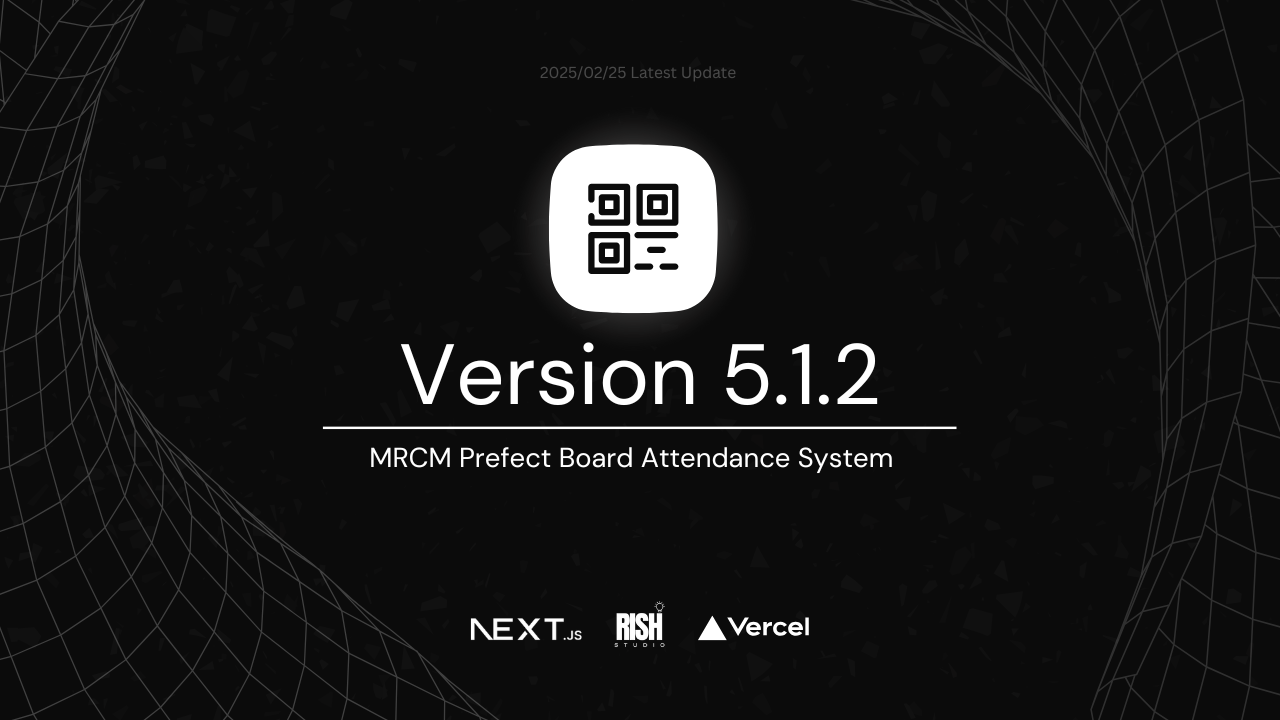 2025/02/25 Latest Update
Version 5.1.2
MRCM Prefect Board Attendance System
NEXT.JS
RISH
STUDIO
Vercel